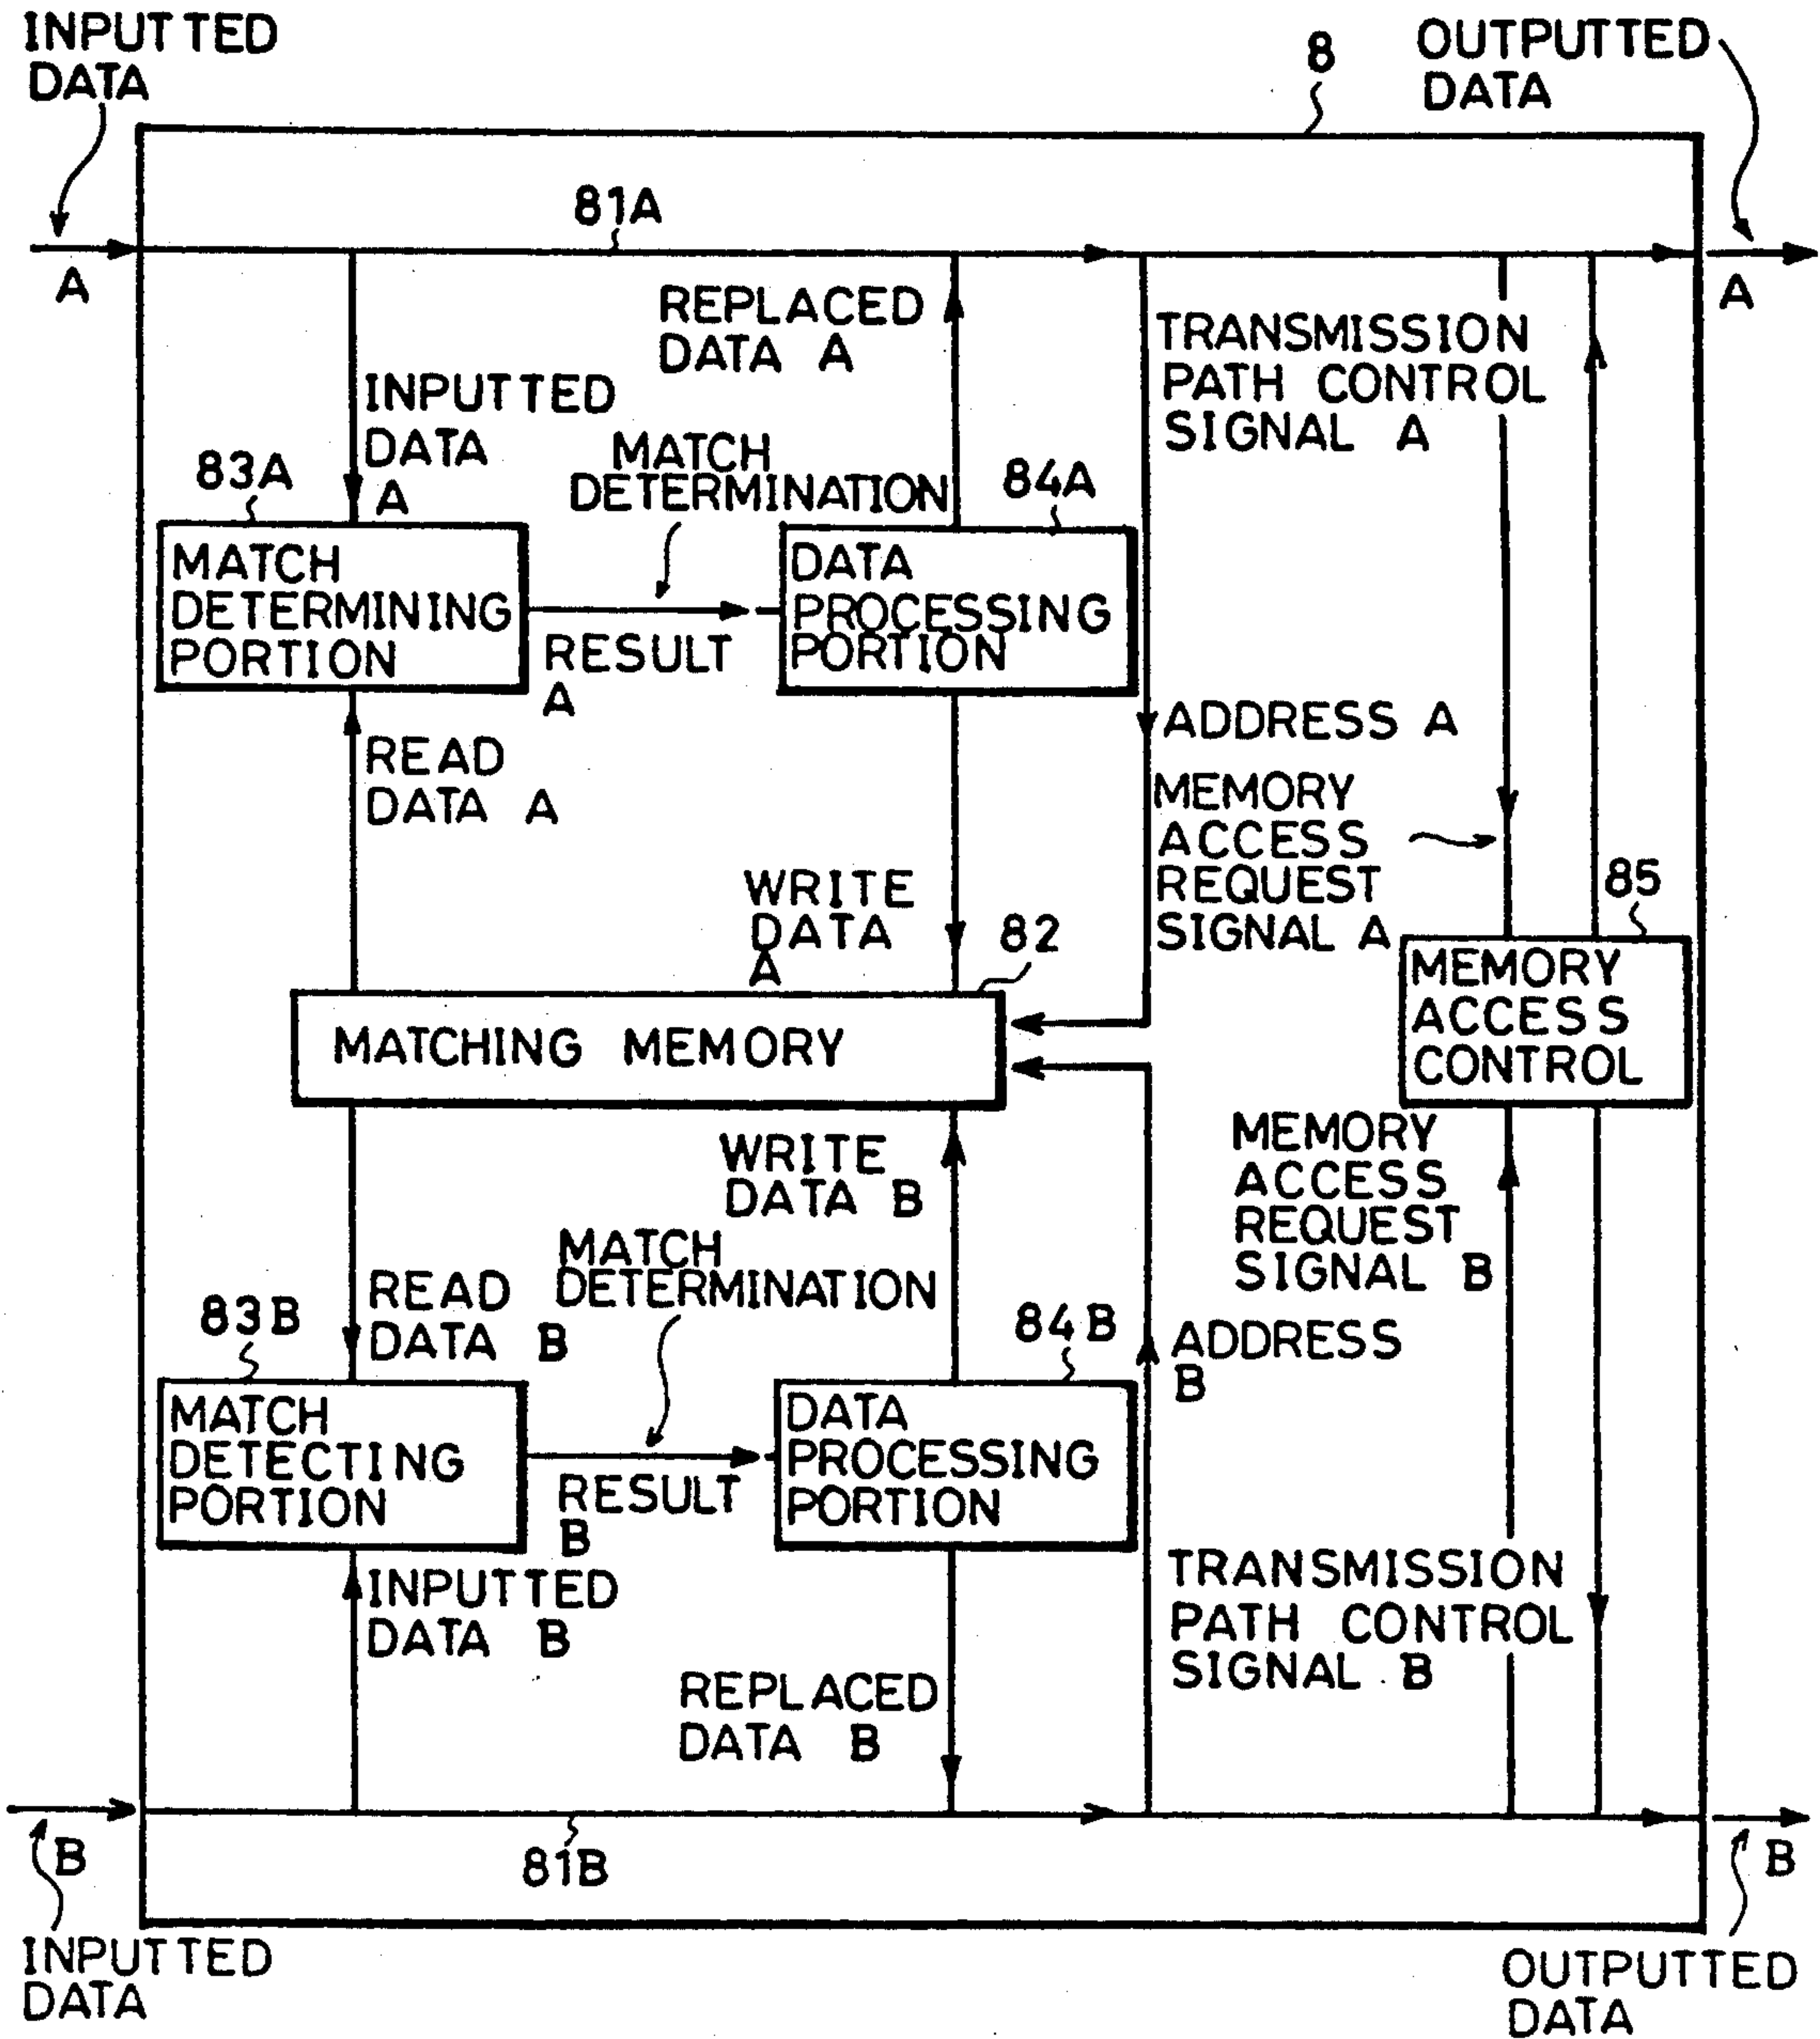 INPUTTED
DATA
8
OUTPUTTED
DATA
81A
A
A
REPLACED
DATA A
TRANSMISSION
PATH CONTROL
SIGNAL A
INPUTTED
DATA
A
MATCH
DETERMINATION
83A
84A
MATCH
DETERMINING
PORTION
RESULT
A
DATA
PROCESSING
PORTION
ADDRESS A
READ
DATA A
MEMORY
ACCESS
REQUEST
SIGNAL A
WRITE
DATA
A
82
85
MATCHING MEMORY
MEMORY
ACCESS
CONTROL
WRITE
DATA B
MEMORY
ACCESS
REQUEST
SIGNAL B
MATCH
DETERMINATION
READ
DATA B
83B
84B
ADDRESS
B
MATCH
DETECTING
PORTION
RESULT
B
DATA
PROCESSING
PORTION
INPUTTED
DATA B
TRANSMISSION
PATH CONTROL
SIGNAL B
REPLACED
DATA B
B
81B
B
INPUTTED
DATA
OUTPUTTED
DATA